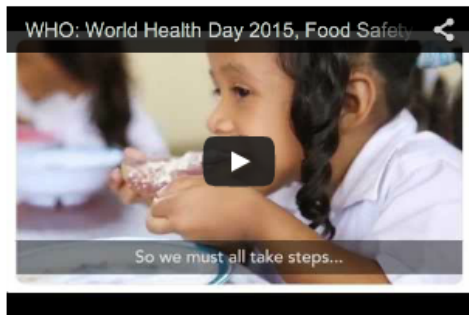 WHO: World Health Day 2015, Food Safety
So we must all take steps...